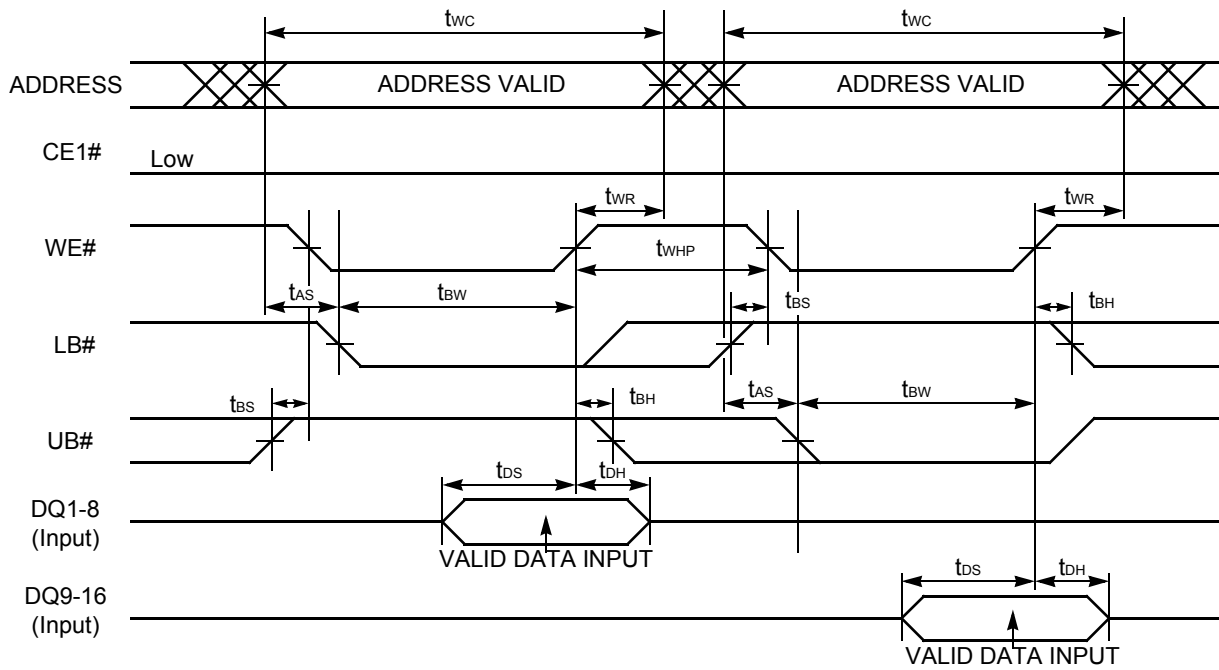 tWC tWC
ADDRESS ADDRESS VALID ADDRESS VALID
CE1# Low
tWR tWR
WE#
tWHP
tAS tBW tBS tBH
LB#
tBS tBH tAS tBW
UB#
tDS tDH
DQ1-8
(Input)
VALID DATA INPUT
tDS tDH
DQ9-16
(Input)
VALID DATA INPUT